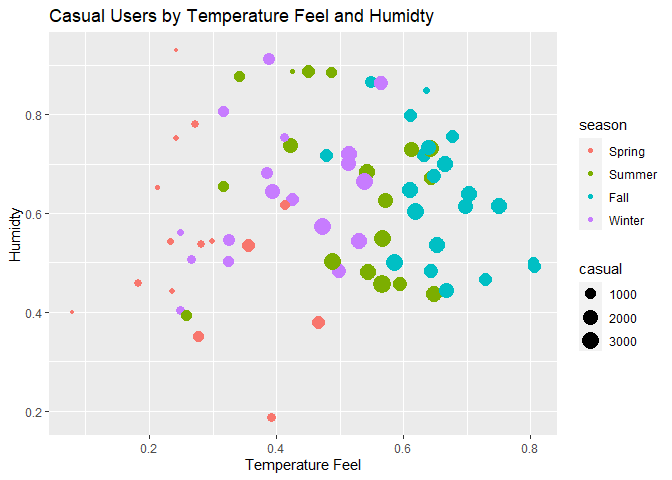 Casual Users by Temperature Feel and Humidty
Humidty
0.8
0.6
0.4
0.2
0.2
0.4
0.6
0.8
Temperature Feel
season
Spring
Summer
Fall
Winter
casual
1000
2000
3000